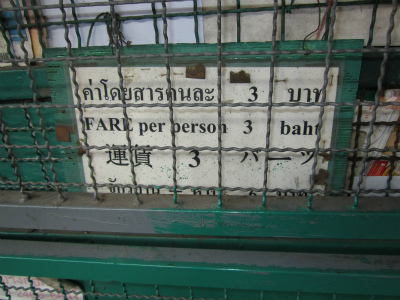 ค่าโดยสารคนละ 3 บาท
FARE per person 3 baht
運賃 3 バーツ